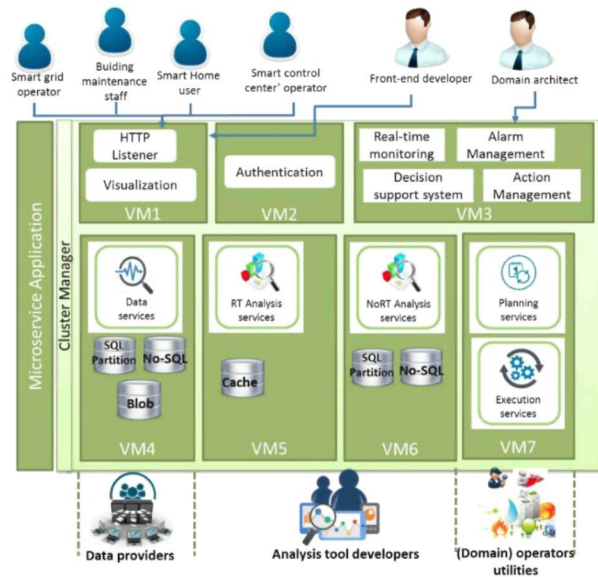 Smart grid
operator
Buiding
maintenance
staff
Smart Home
user
Smart control
center' operator
Front-end developer
Domain architect
Microservice Application
Cluster Manager
HTTP
Listener
Visualization
VM1
Authentication
VM2
Real-time
monitoring
Alarm
Management
Decision
support system
Action
Management
VM3
Data
services
SQL
Partition
No-SQL
Blob
VM4
RT Analysis
services
Cache
VM5
NoRT Analysis
services
SQL
Partition
No-SQL
VM6
Planning
services
Execution
services
VM7
Data providers
Analysis tool developers
(Domain) operators
utilities